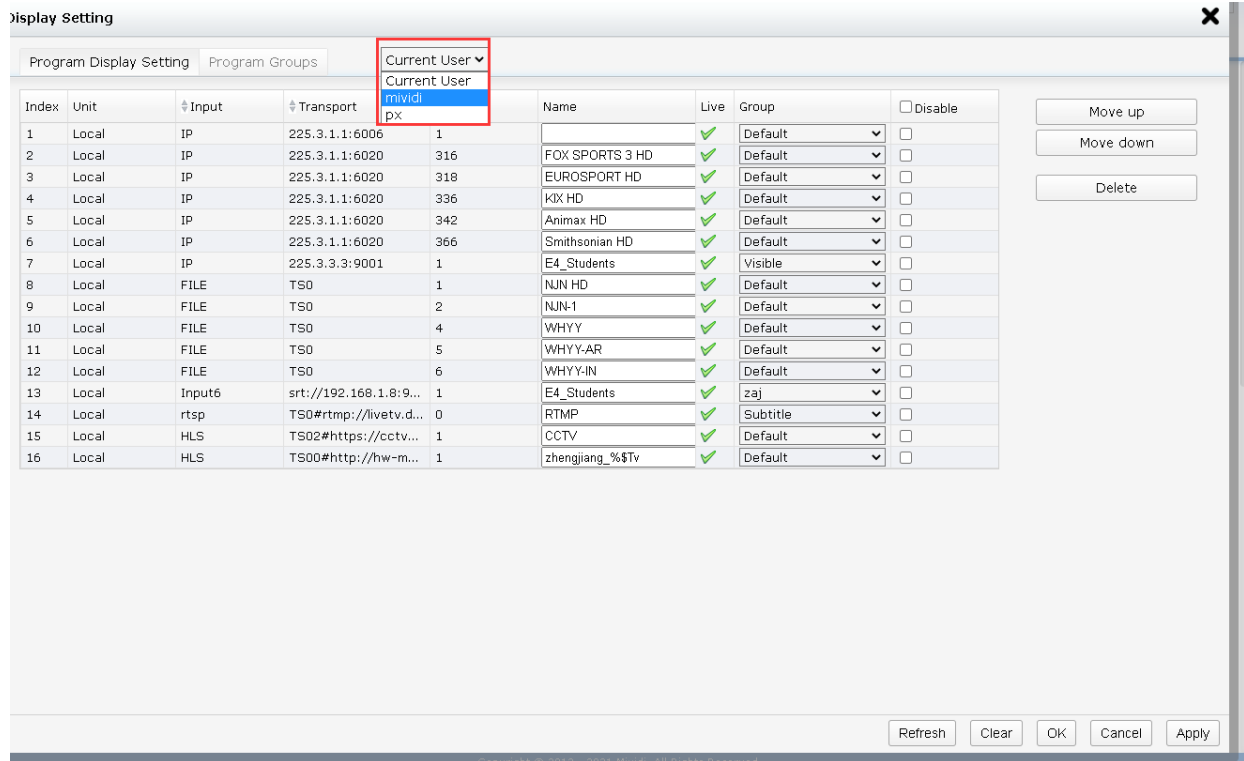 Display Setting
Program Display Setting Program Groups Current User
Current User
mividi
px
Index Unit Input Transport Name Live Group Disable
1 Local IP 225.3.1.1:6006 1 Default
2 Local IP 225.3.1.1:6020 316 FOX SPORTS 3 HD Default
3 Local IP 225.3.1.1:6020 318 EUROSPORT HD Default
4 Local IP 225.3.1.1:6020 336 KIX HD Default
5 Local IP 225.3.1.1:6020 342 Animax HD Default
6 Local IP 225.3.1.1:6020 366 Smithsonian HD Default
7 Local IP 225.3.3.3:9001 1 E4_Students Visible
8 Local FILE TS0 1 NJN HD Default
9 Local FILE TS0 2 NJN-1 Default
10 Local FILE TS0 4 WHYY Default
11 Local FILE TS0 5 WHYY-AR Default
12 Local FILE TS0 6 WHYY-IN Default
13 Local Input6 srt://192.168.1.8:9... 1 E4_Students zaj
14 Local rtsp TS0#rtmp://livetv.d... 0 RTMP Subtitle
15 Local HLS TS02#https://cctv... 1 CCTV Default
16 Local HLS TS00#http://hw-m... 1 zhengjiang_%$Tv Default
Move up
Move down
Delete
Refresh Clear OK Cancel Apply